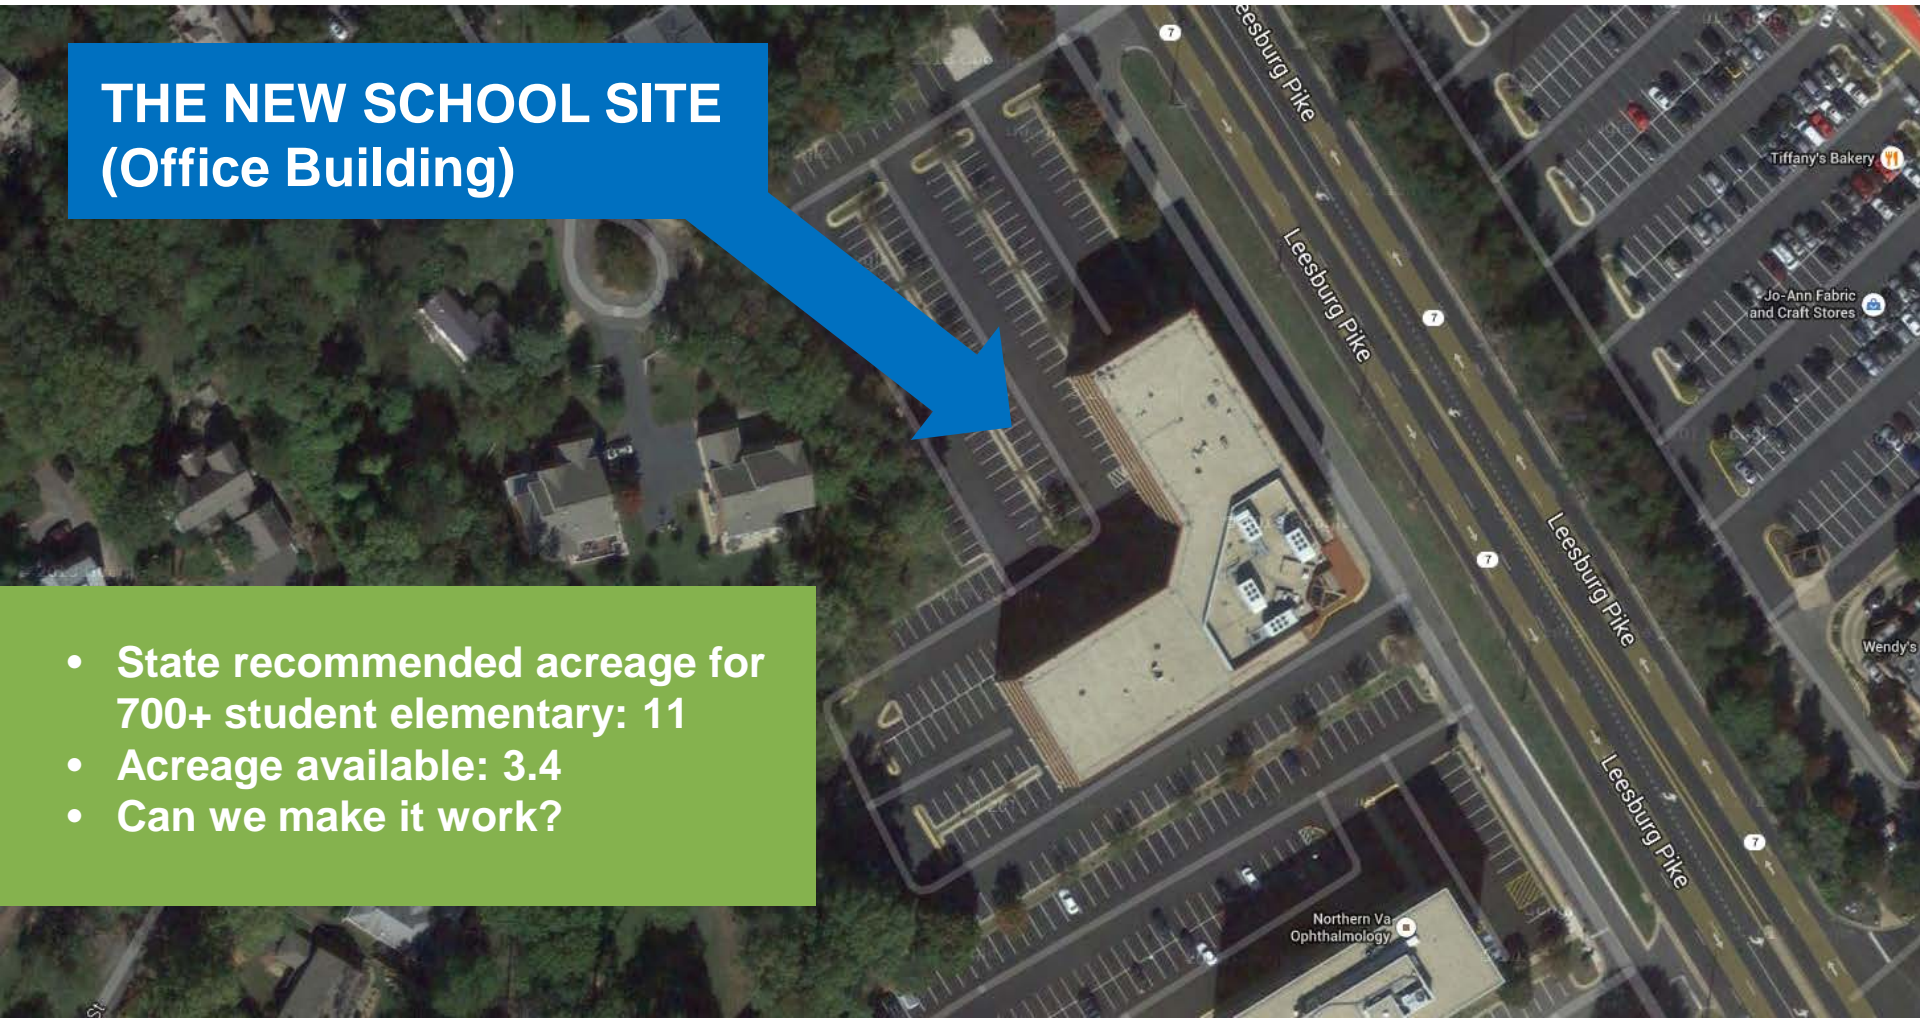 THE NEW SCHOOL SITE
(Office Building)
7
eesburg Pike
Tiffany's Bakery
Leesburg Pike
Jo-Ann Fabric
and Craft Stores
7
Leesburg Pike
7
Wendy's
• State recommended acreage for
700+ student elementary: 11
• Acreage available: 3.4
• Can we make it work?
Leesburg Pike
7
Northern Va
Ophthalmology
St